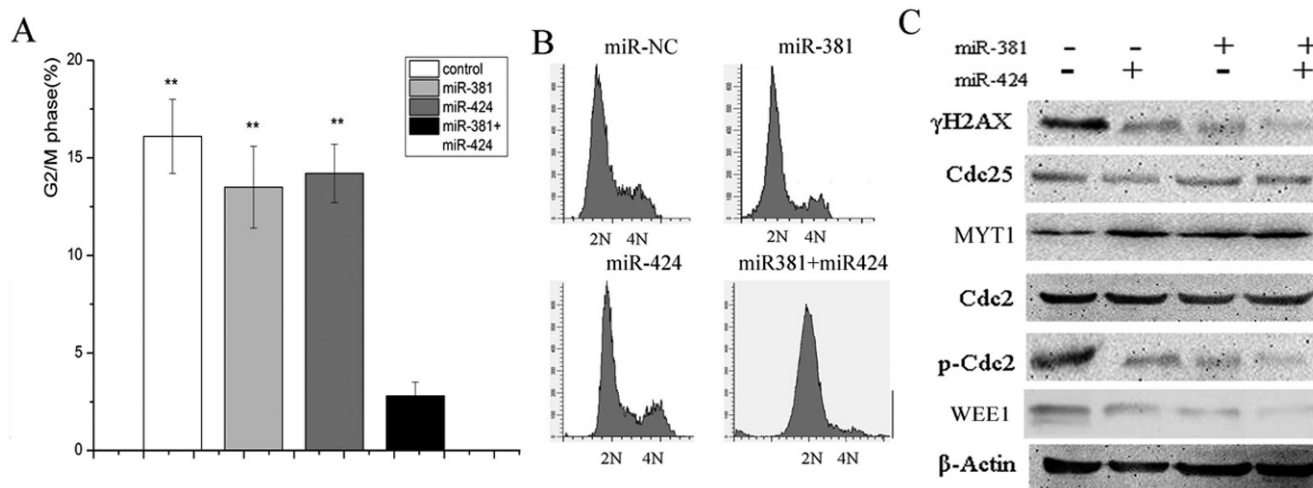 A
G2/M phase(%)
20
15
10
5
0
**
**
**
control
miR-381
miR-424
miR-381+
miR-424
B
miR-NC
miR-381
2N 4N
2N 4N
miR-424
miR381+miR424
2N 4N
2N 4N
C
miR-381 - - + +
miR-424 - + - +
γH2AX
Cdc25
MYT1
Cdc2
p-Cdc2
WEE1
β-Actin